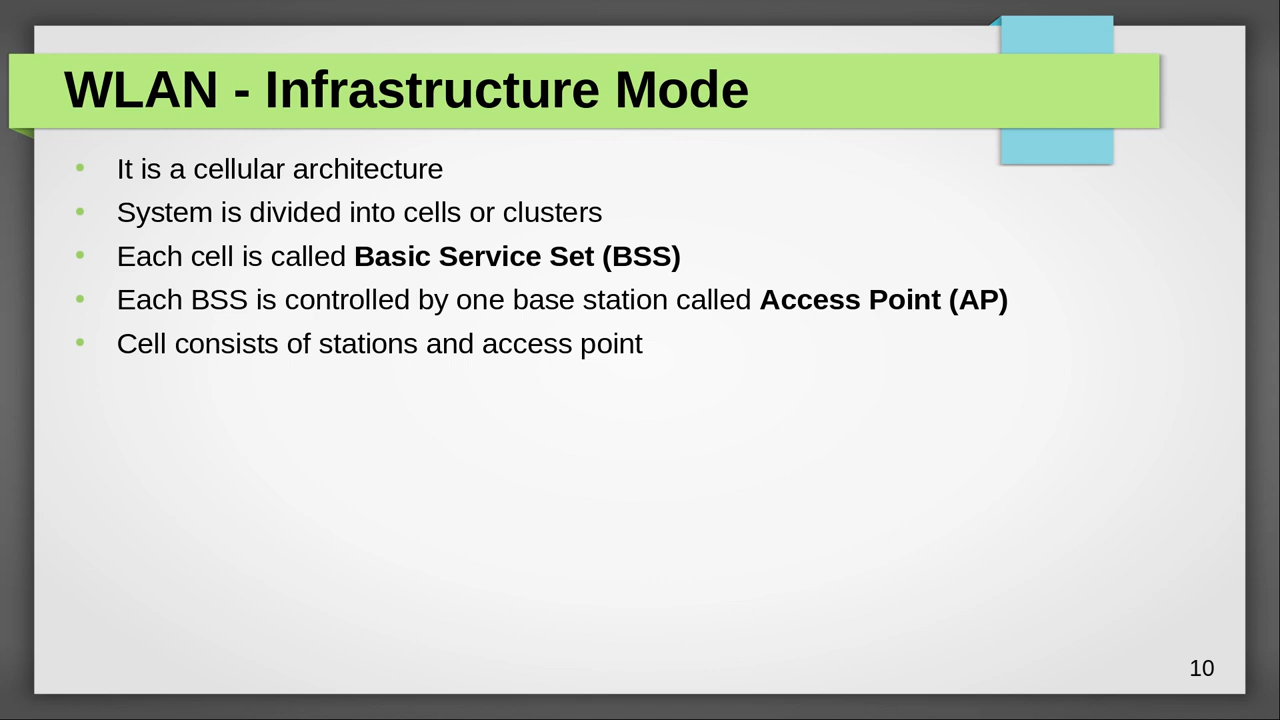 WLAN - Infrastructure Mode
• It is a cellular architecture
• System is divided into cells or clusters
• Each cell is called Basic Service Set (BSS)
• Each BSS is controlled by one base station called Access Point (AP)
• Cell consists of stations and access point
10